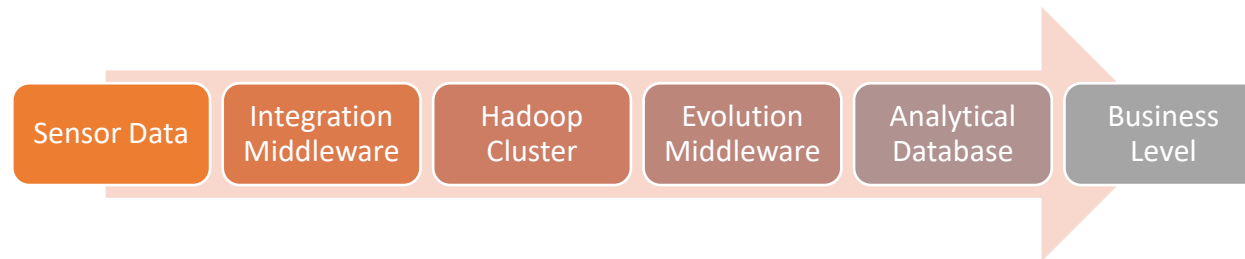 Sensor Data
Integration
Middleware
Hadoop
Cluster
Evolution
Middleware
Analytical
Database
Business
Level